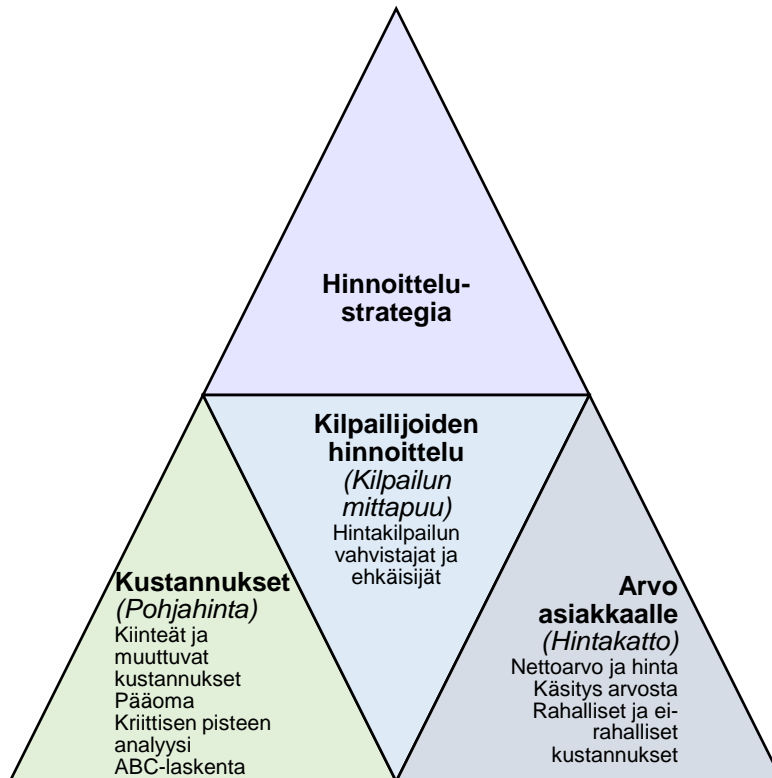 Hinnoittelu-
strategia
Kilpailijoiden
hinnoittelu
(Kilpailun
mittapuu)
Hintakilpailun
vahvistajat ja
ehkäisijät
Kustannukset
(Pohjahinta)
Kiinteät ja
muuttuvat
kustannukset
Pääoma
Kriittisen pisteen
analyysi
ABC-laskenta
Arvo
asiakkaalle
(Hintakatto)
Nettoarvo ja hinta
Käsitys arvosta
Rahalliset ja ei-
rahalliset
kustannukset